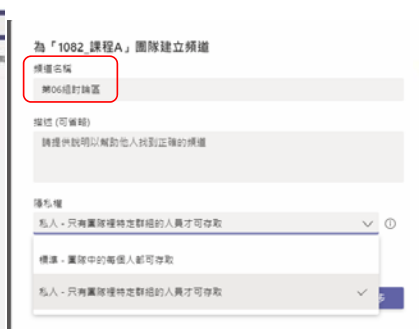 為「1082_課程A」團隊建立頻道
頻道名稱
第06組討論區
描述 (可省略)
請提供說明以幫助他人找到正確的頻道
隱私權
私人 - 只有團隊裡特定群組的人員才可存取
標準 - 團隊中的每個人都可存取
私人 - 只有團隊裡特定群組的人員才可存取